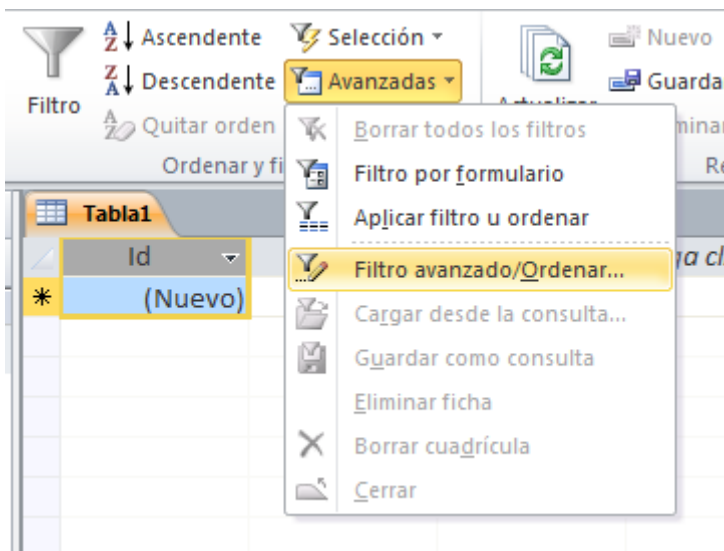 Ascendente
Selección
Nuevo
Descendente
Avanzadas
Guarda
Filtro
Quitar orden
Borrar todos los filtros
Ordenar y fi
Filtro por formulario
Tabla1
Aplicar filtro u ordenar
Id
Filtro avanzado/Ordenar...
(Nuevo)
Cargar desde la consulta...
Guardar como consulta
Eliminar ficha
Borrar cuadrícula
Cerrar